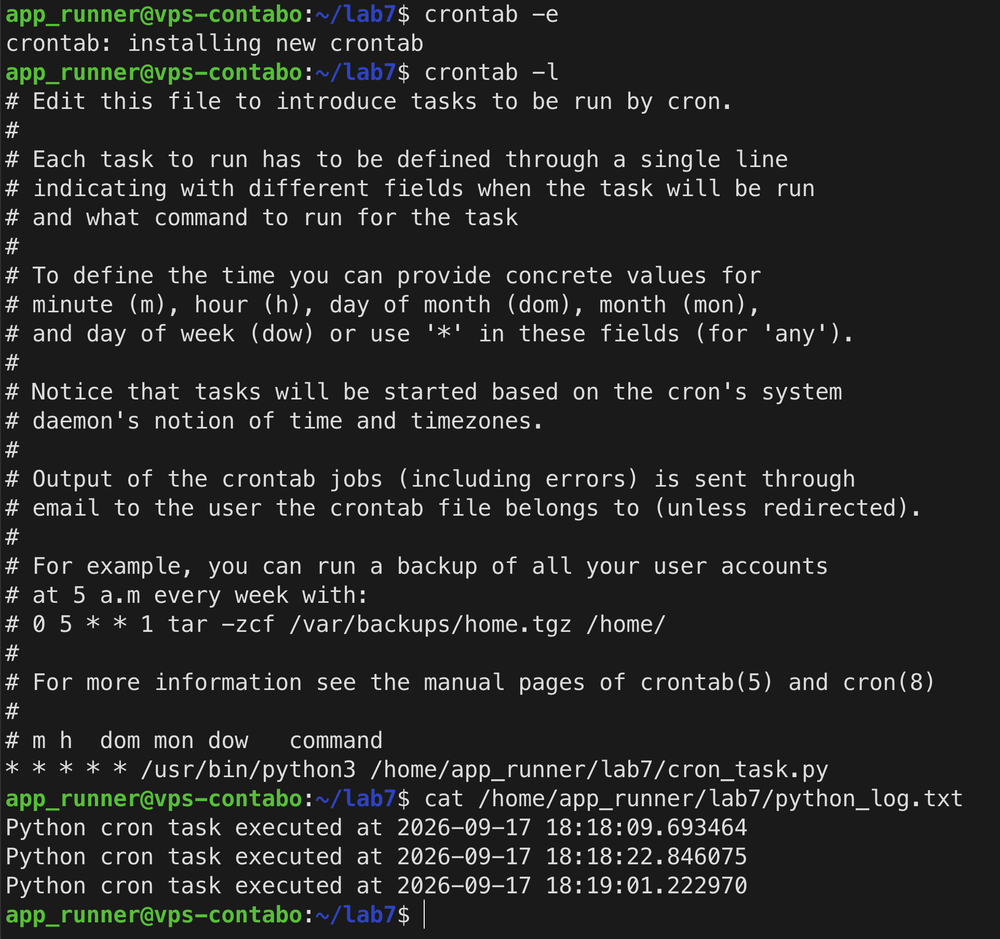 app_runner@vps-contabo:~/lab7$ crontab -e
crontab: installing new crontab
app_runner@vps-contabo:~/lab7$ crontab -l
# Edit this file to introduce tasks to be run by cron.
#
# Each task to run has to be defined through a single line
# indicating with different fields when the task will be run
# and what command to run for the task
#
# To define the time you can provide concrete values for
# minute (m), hour (h), day of month (dom), month (mon),
# and day of week (dow) or use '*' in these fields (for 'any').
#
# Notice that tasks will be started based on the cron's system
# daemon's notion of time and timezones.
#
# Output of the crontab jobs (including errors) is sent through
# email to the user the crontab file belongs to (unless redirected).
#
# For example, you can run a backup of all your user accounts
# at 5 a.m every week with:
# 0 5 * * 1 tar -zcf /var/backups/home.tgz /home/
#
# For more information see the manual pages of crontab(5) and cron(8)
#
# m h  dom mon dow   command
* * * * * /usr/bin/python3 /home/app_runner/lab7/cron_task.py
app_runner@vps-contabo:~/lab7$ cat /home/app_runner/lab7/python_log.txt
Python cron task executed at 2026-09-17 18:18:09.693464
Python cron task executed at 2026-09-17 18:18:22.846075
Python cron task executed at 2026-09-17 18:19:01.222970
app_runner@vps-contabo:~/lab7$